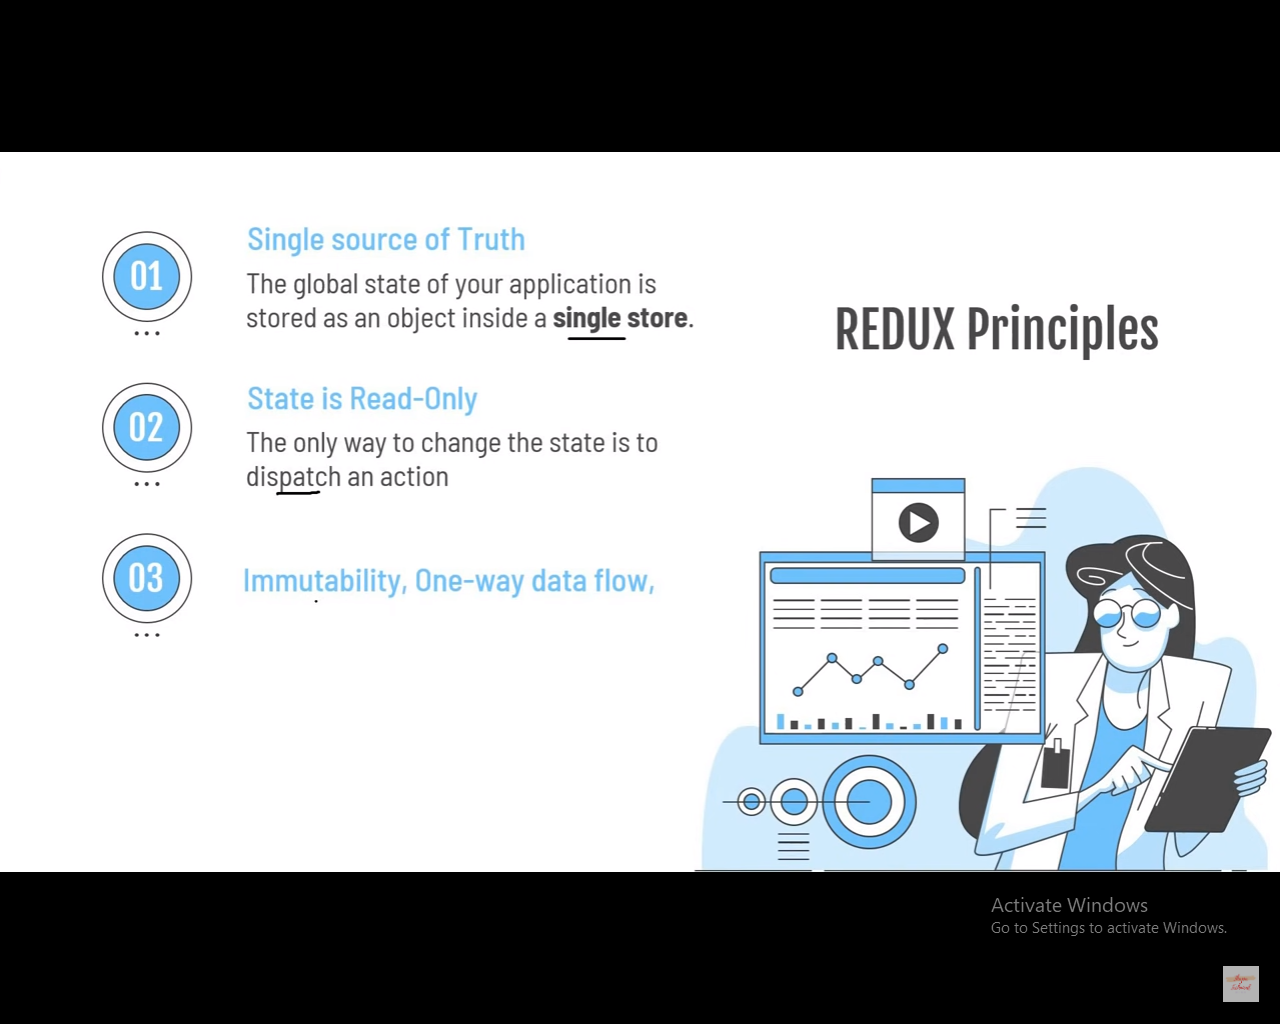 01
Single source of Truth
The global state of your application is
stored as an object inside a single store.
02
State is Read-Only
The only way to change the state is to
dispatch an action
03
Immutability, One-way data flow,
REDUX Principles
Activate Windows
Go to Settings to activate Windows.